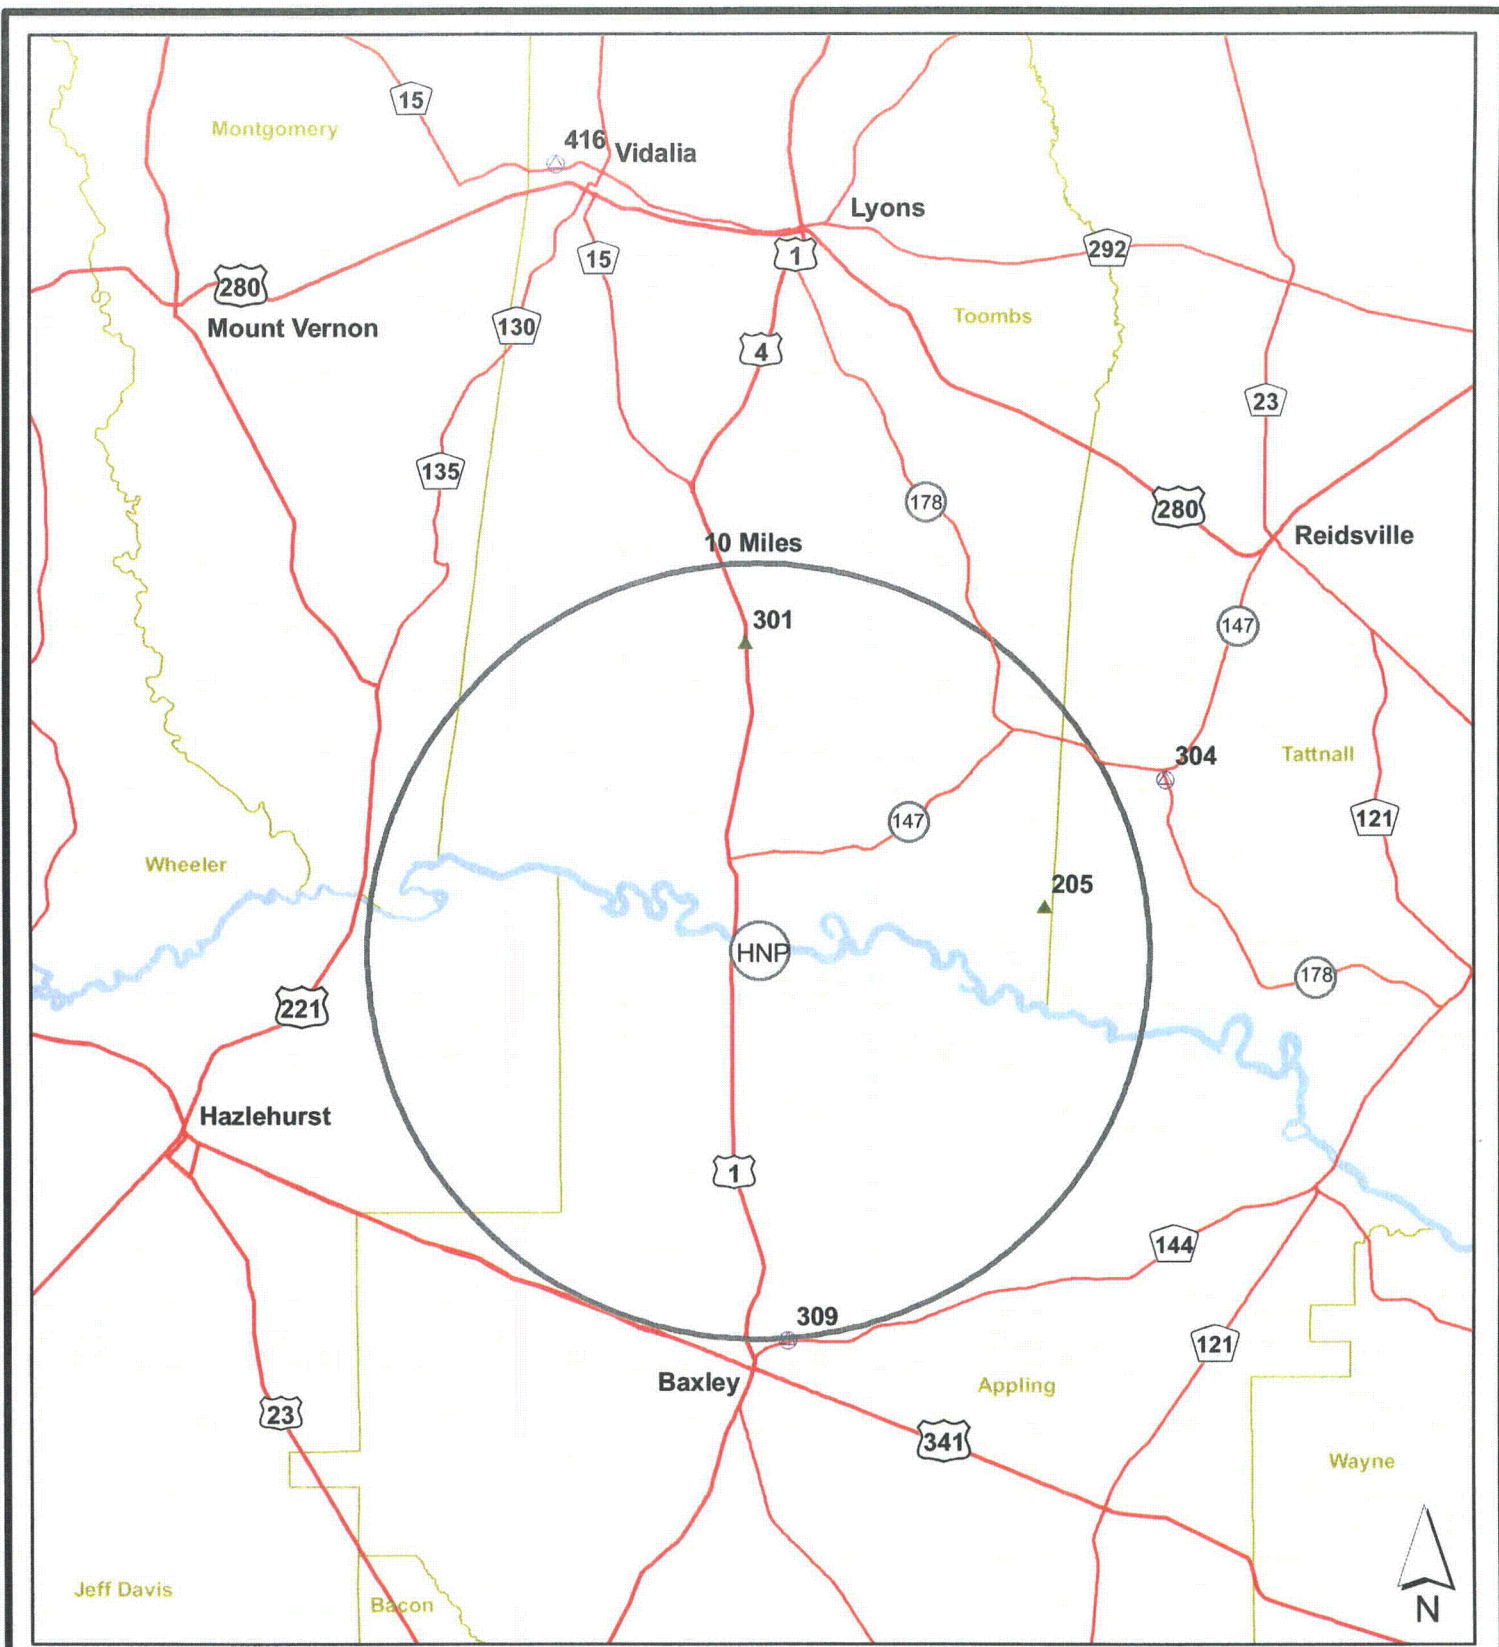 15
Montgomery
416
Vidalia
Lyons
292
15
1
280
Mount Vernon
130
Toombs
4
23
135
178
280
Reidsville
10 Miles
301
147
304
Tattnall
147
121
Wheeler
205
HNP
178
221
Hazlehurst
1
144
309
121
Baxley
Appling
23
341
Wayne
Jeff Davis
Bacon
N